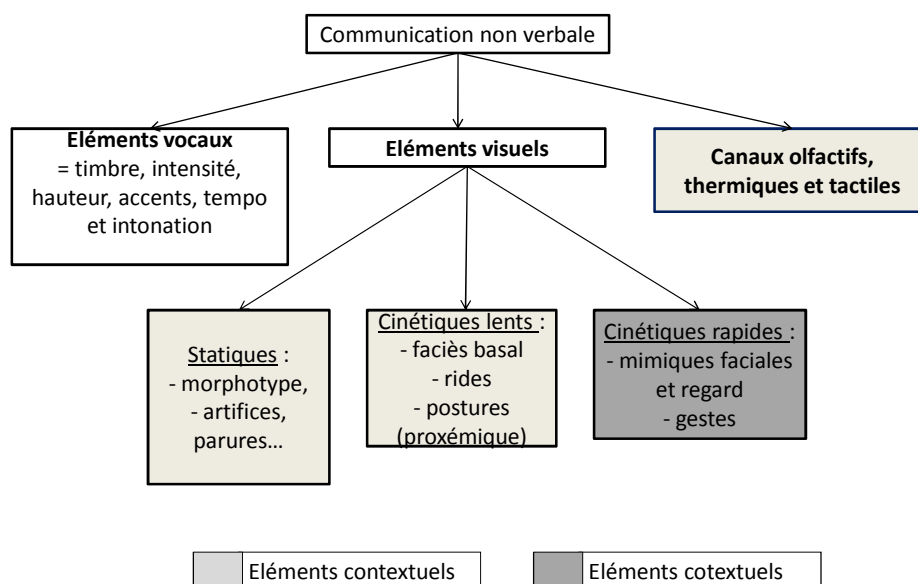 Communication non verbale
Eléments vocaux
= timbre, intensité,
hauteur, accents, tempo
et intonation
Eléments visuels
Canaux olfactifs,
thermiques et tactiles
Statiques :
- morphotype,
- artifices,
parures...
Cinétiques lents :
- faciès basal
- rides
- postures
(proxémique)
Cinétiques rapides :
- mimiques faciales
et regard
- gestes
Eléments contextuels
Eléments cotextuels